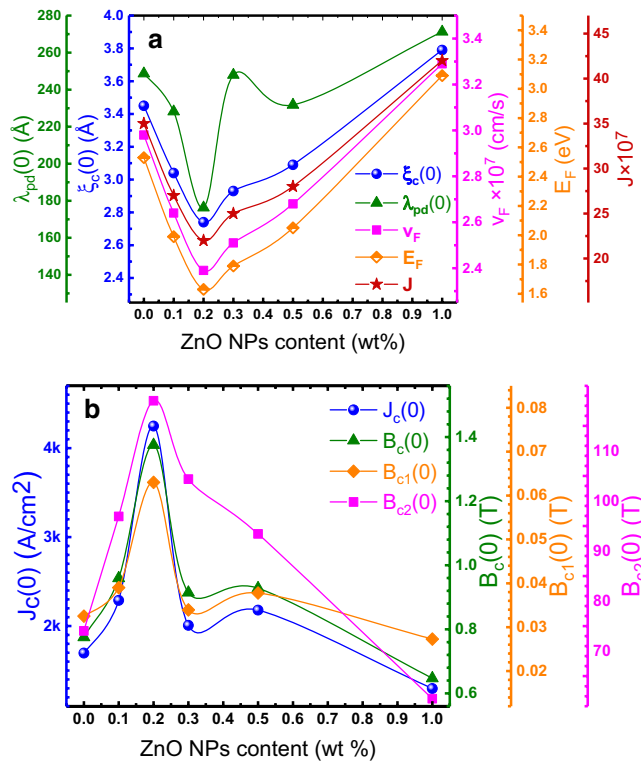 a
λpd(0) (Å)
280
260
240
220
200
180
160
140
ξc(0) (Å)
4.0
3.8
3.6
3.4
3.2
3.0
2.8
2.6
2.4
ξc(0)
λpd(0)
vF
EF
J
vF ×10^7 (cm/s)
3.4
3.2
3.0
2.8
2.6
2.4
EF (eV)
3.4
3.2
3.0
2.8
2.6
2.4
2.2
2.0
1.8
1.6
J×10^7
45
40
35
30
25
20
0.0 0.1 0.2 0.3 0.4 0.5 0.6 0.7 0.8 0.9 1.0
ZnO NPs content (wt%)
b
JC(0) (A/cm2)
4k
3k
2k
Jc(0)
Bc(0)
Bc1(0)
Bc2(0)
Bc(0) (T)
1.4
1.2
1.0
0.8
0.6
Bc1(0) (T)
0.08
0.07
0.06
0.05
0.04
0.03
0.02
Bc2(0) (T)
110
100
90
80
70
0.0 0.1 0.2 0.3 0.4 0.5 0.6 0.7 0.8 0.9 1.0
ZnO NPs content (wt %)